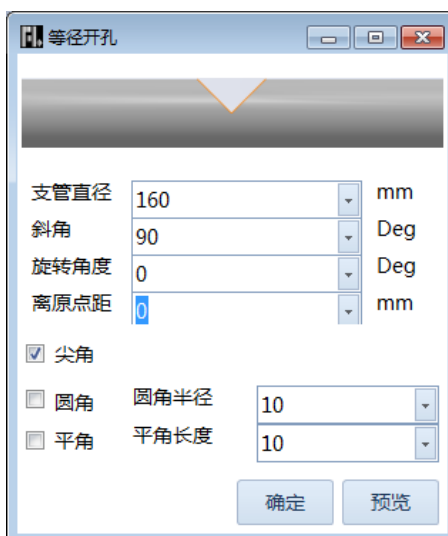 等径开孔
支管直径 160 mm
斜角 90 Deg
旋转角度 0 Deg
离原点距 0 mm
尖角
圆角 圆角半径 10
平角 平角长度 10
确定 预览